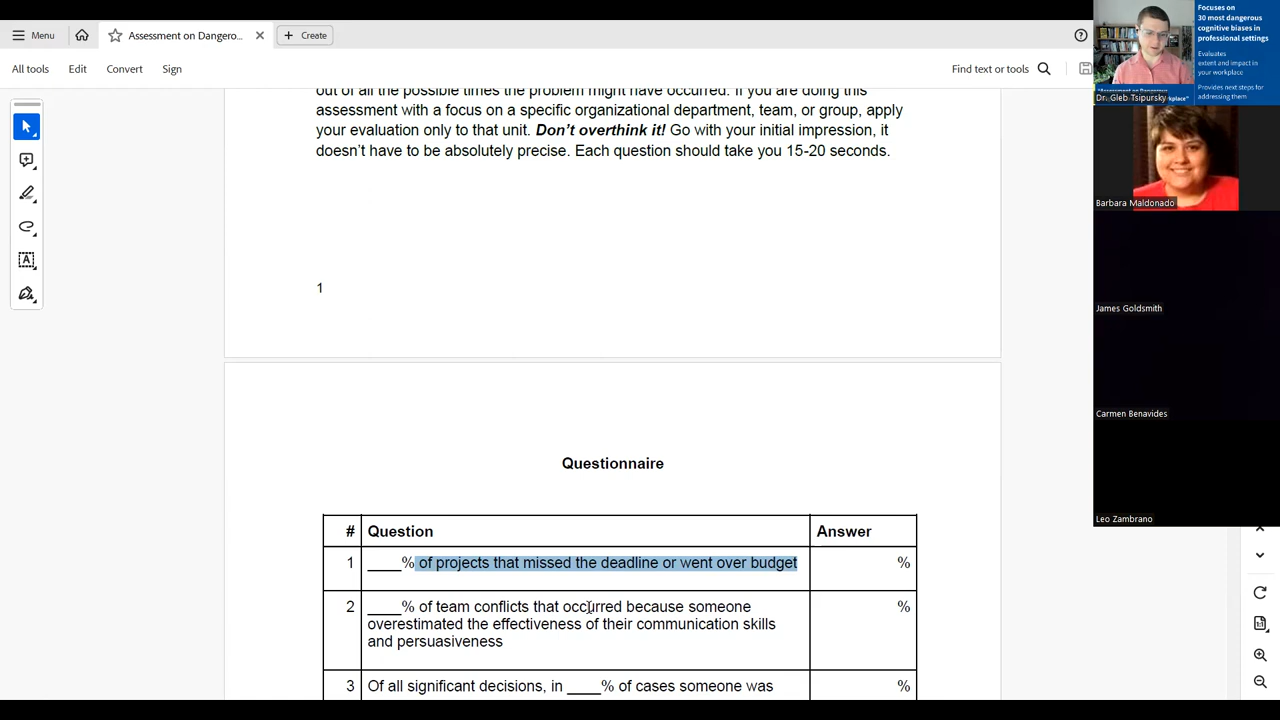 Menu
Assessment on Dangero...
Create
All tools
Edit
Convert
Sign
Find text or tools
out of all the possible times the problem might have occurred. If you are doing this
assessment with a focus on a specific organizational department, team, or group, apply
your evaluation only to that unit. Don't overthink it! Go with your initial impression, it
doesn't have to be absolutely precise. Each question should take you 15-20 seconds.
1
Questionnaire
# Question Answer
1 ____% of projects that missed the deadline or went over budget %
2 ____% of team conflicts that occurred because someone %
overestimated the effectiveness of their communication skills
and persuasiveness
3 Of all significant decisions, in ____% of cases someone was %
Focuses on
30 most dangerous
cognitive biases in
professional settings
Evaluates
extent and impact in
your workplace
Provides next steps for
addressing them
Dr. Gleb Tsipursky
Barbara Maldonado
James Goldsmith
Carmen Benavides
Leo Zambrano